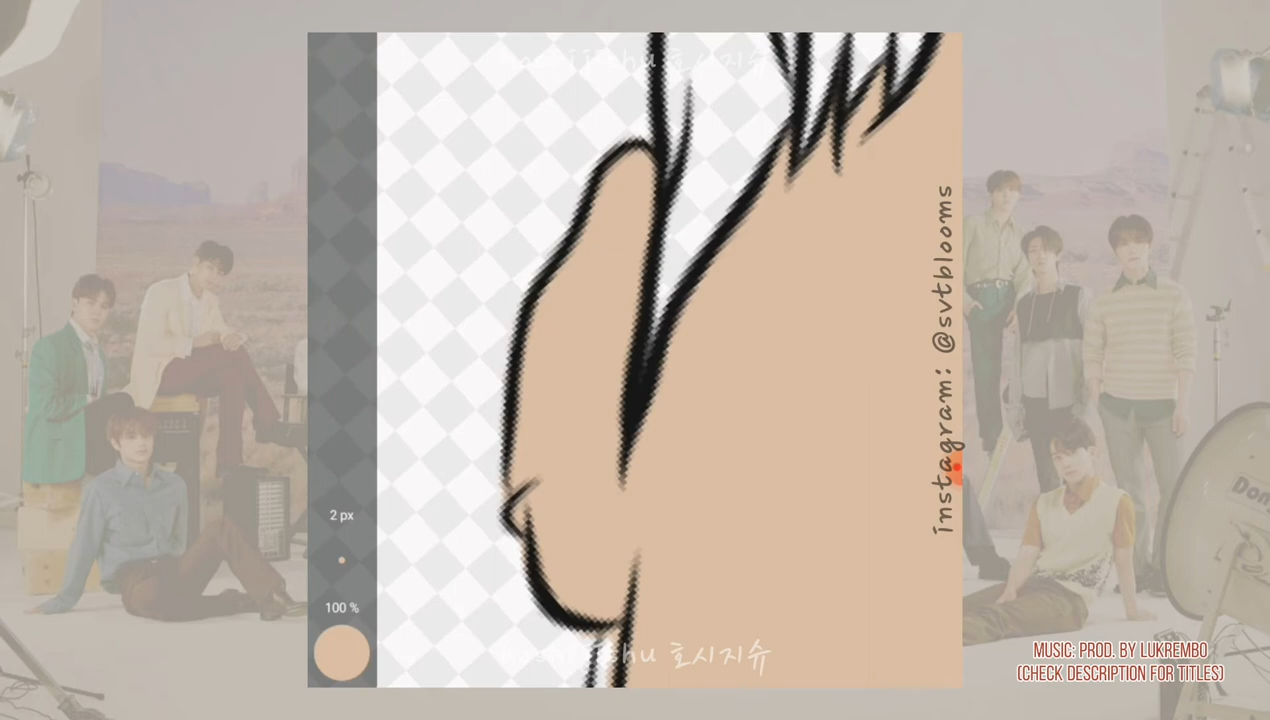 호시지슈
instagram: @svtblooms
2 px
100 %
호시지슈
MUSIC: PROD. BY LUKREMBO
(CHECK DESCRIPTION FOR TITLES)